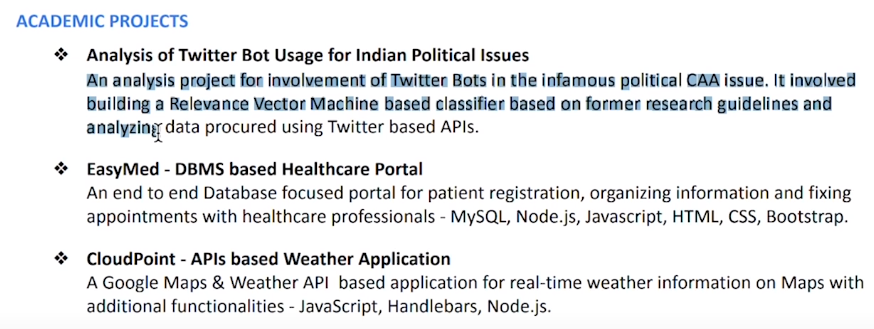 ACADEMIC PROJECTS
❖ Analysis of Twitter Bot Usage for Indian Political Issues
An analysis project for involvement of Twitter Bots in the infamous political CAA issue. It involved
building a Relevance Vector Machine based classifier based on former research guidelines and
analyzing data procured using Twitter based APIs.
❖ EasyMed - DBMS based Healthcare Portal
An end to end Database focused portal for patient registration, organizing information and fixing
appointments with healthcare professionals - MySQL, Node.js, Javascript, HTML, CSS, Bootstrap.
❖ CloudPoint - APIs based Weather Application
A Google Maps & Weather API based application for real-time weather information on Maps with
additional functionalities - JavaScript, Handlebars, Node.js.